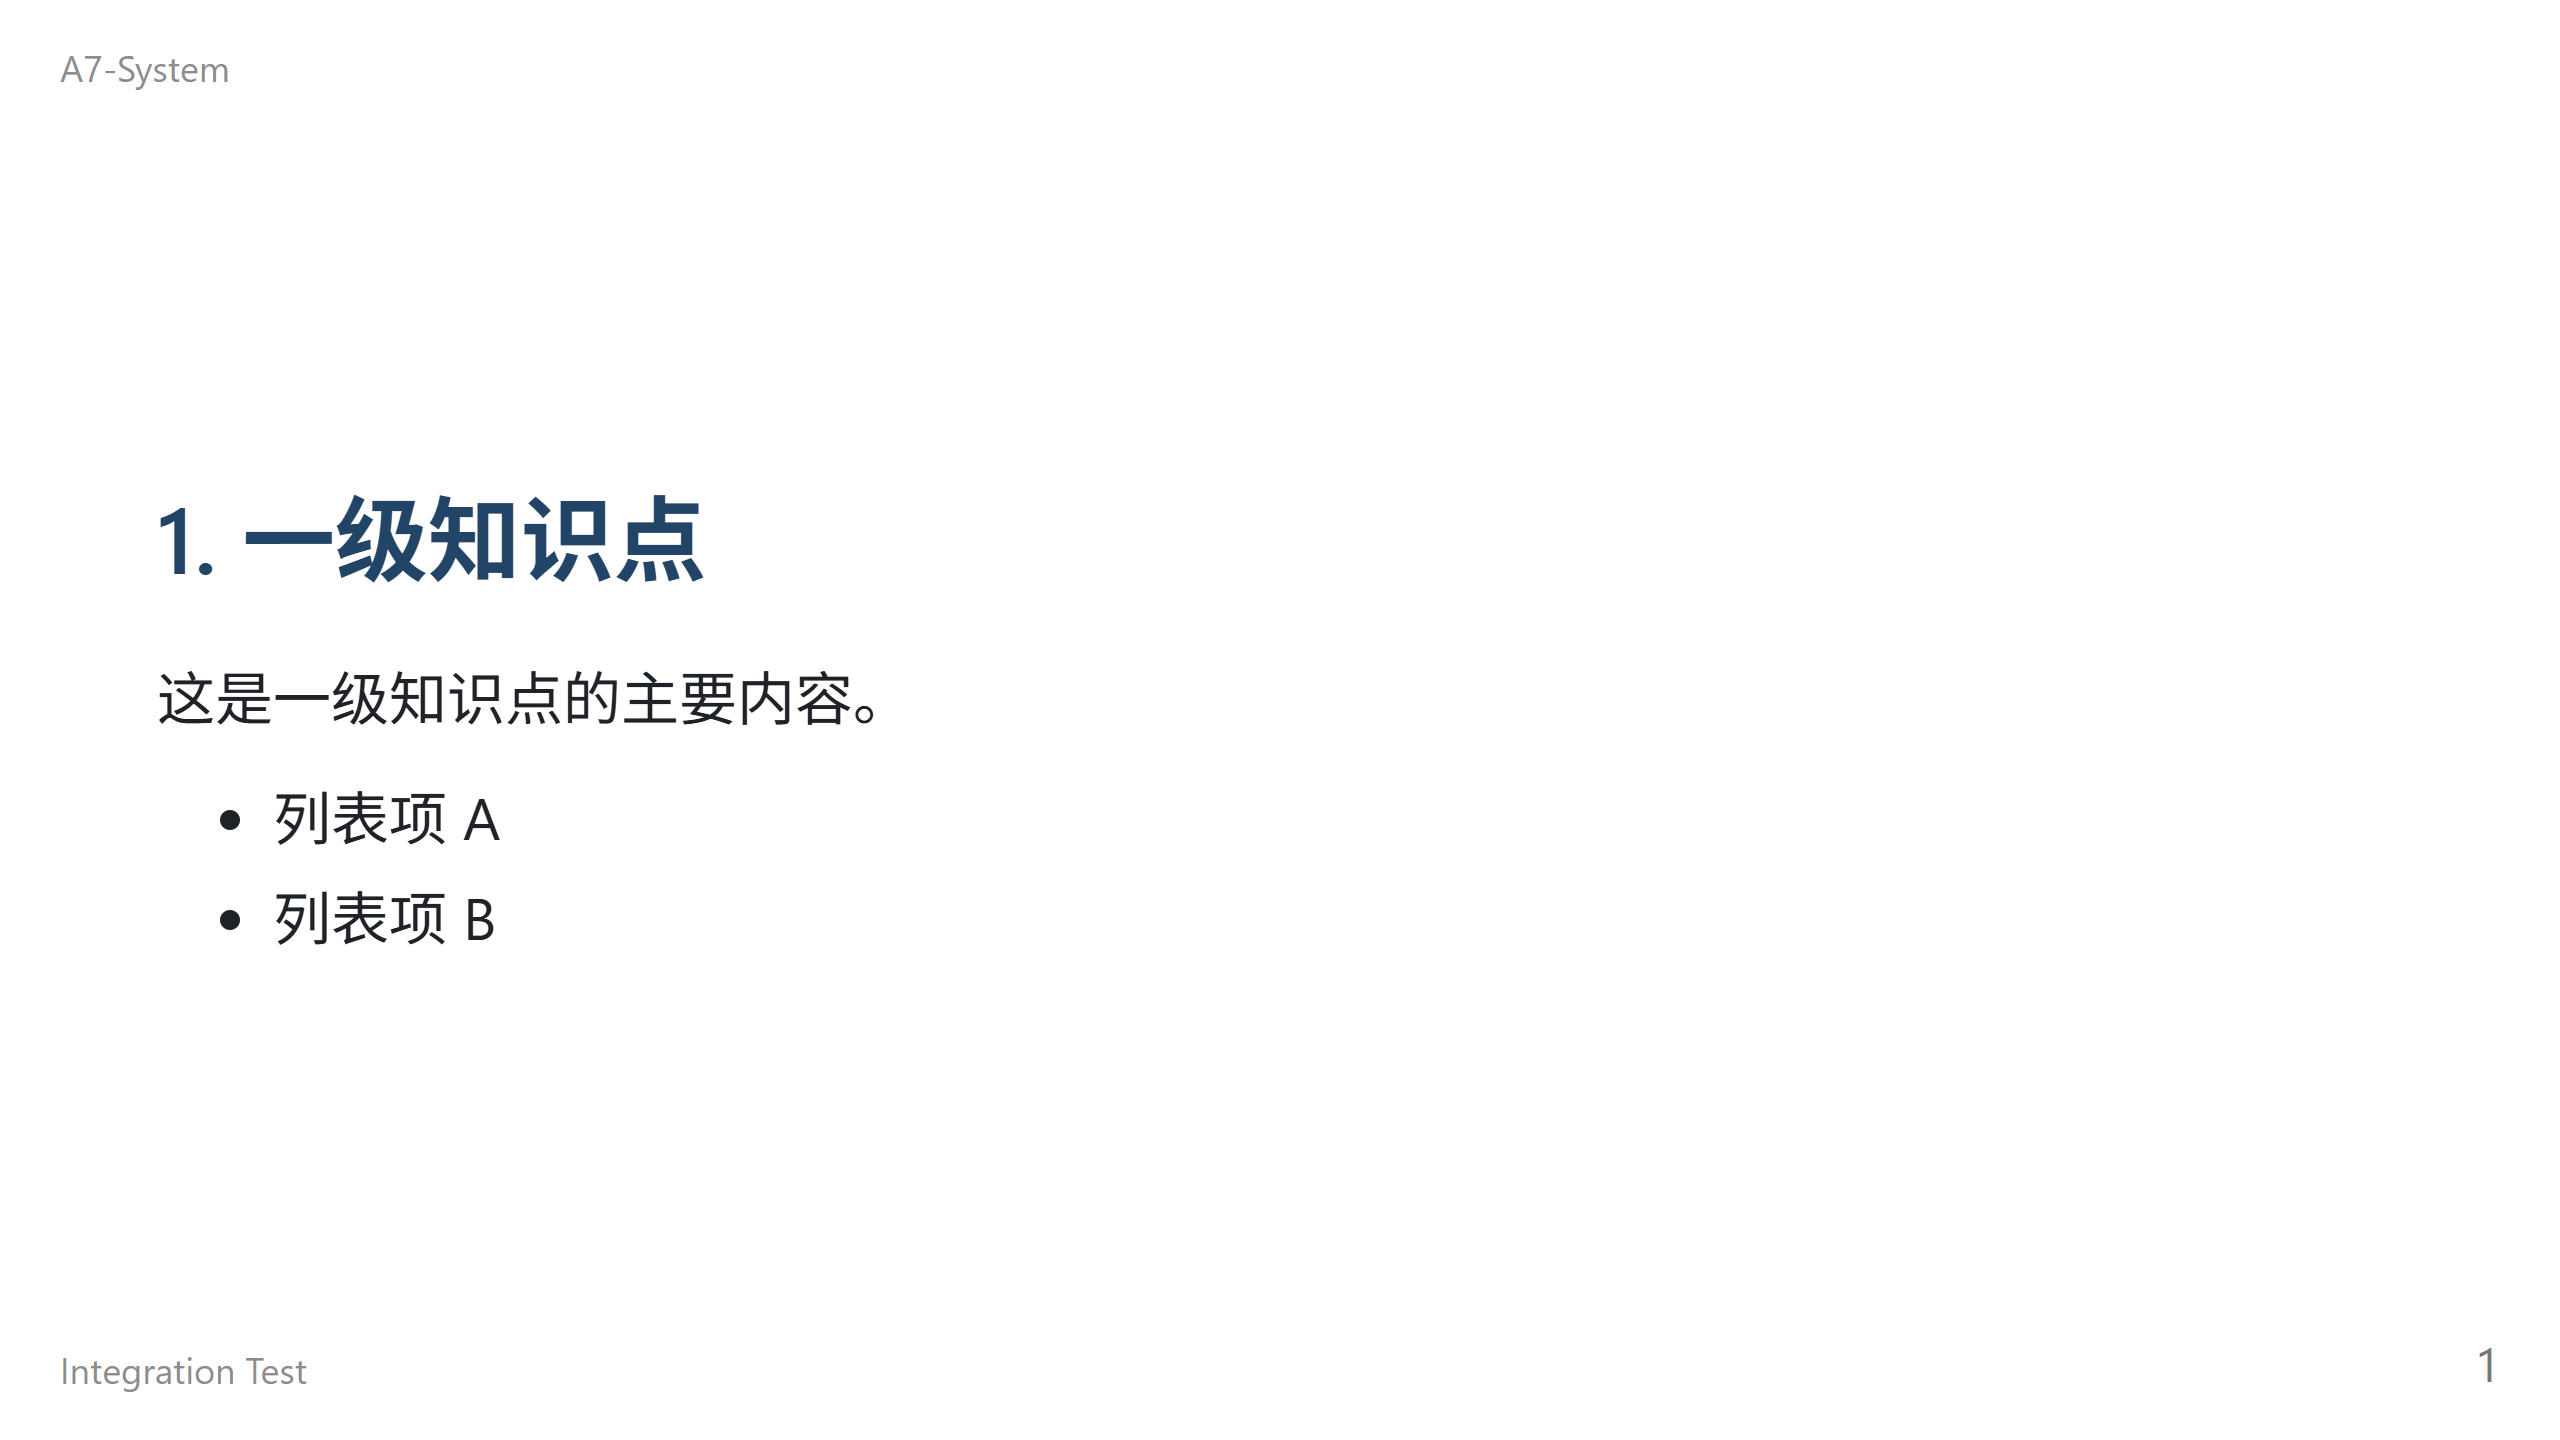 A7-System
1. 一级知识点
这是一级知识点的主要内容。
• 列表项 A
• 列表项 B
Integration Test
1